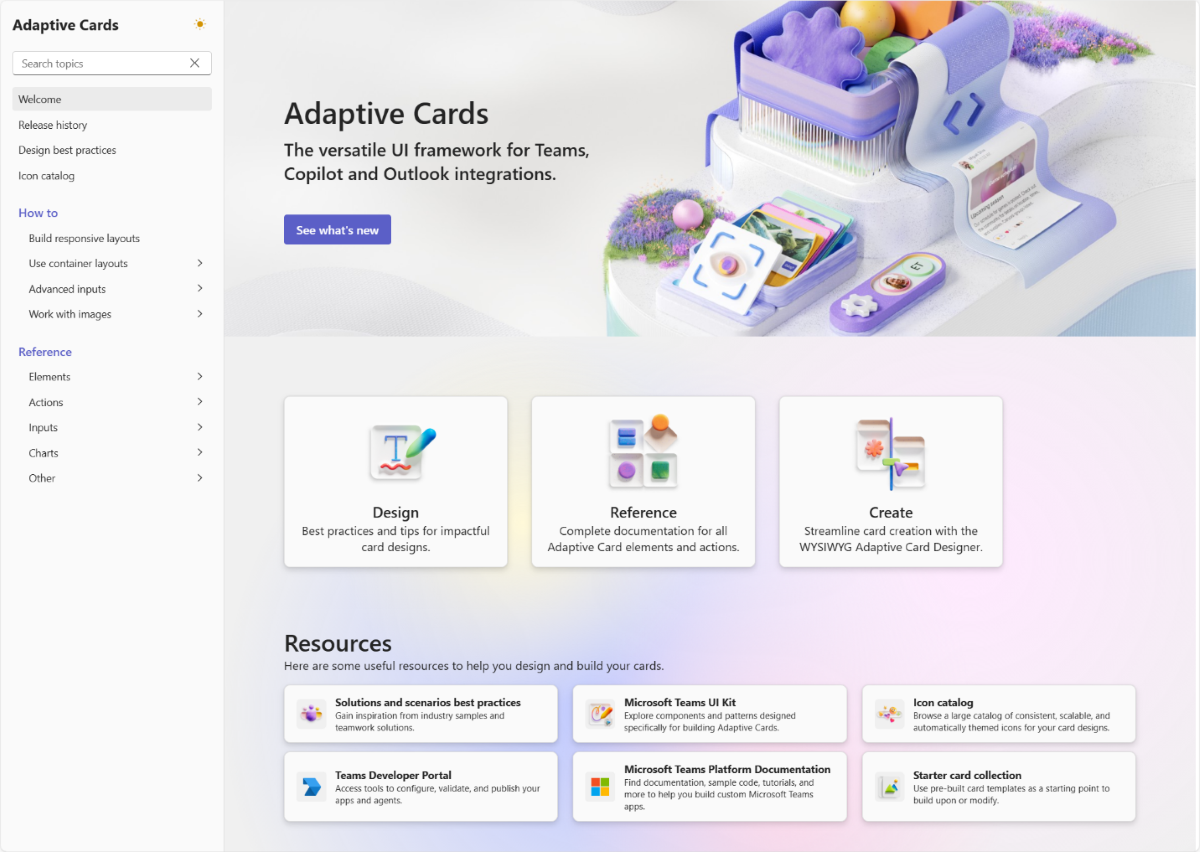 Adaptive Cards
Search topics
Welcome
Release history
Design best practices
Icon catalog
How to
Build responsive layouts
Use container layouts
Advanced inputs
Work with images
Reference
Elements
Actions
Inputs
Charts
Other
Adaptive Cards
The versatile UI framework for Teams,
Copilot and Outlook integrations.
See what's new
ET
Design
Best practices and tips for impactful
card designs.
Reference
Complete documentation for all
Adaptive Card elements and actions.
Create
Streamline card creation with the
WYSIWYG Adaptive Card Designer.
Resources
Here are some useful resources to help you design and build your cards.
Solutions and scenarios best practices
Gain inspiration from industry samples and
teamwork solutions.
Microsoft Teams UI Kit
Explore components and patterns designed
specifically for building Adaptive Cards.
Icon catalog
Browse a large catalog of consistent, scalable, and
automatically themed icons for your card designs.
Teams Developer Portal
Access tools to configure, validate, and publish your
apps and agents.
Microsoft Teams Platform Documentation
Find documentation, sample code, tutorials, and
more to help you build custom Microsoft Teams
apps.
Starter card collection
Use pre-built card templates as a starting point to
build upon or modify.